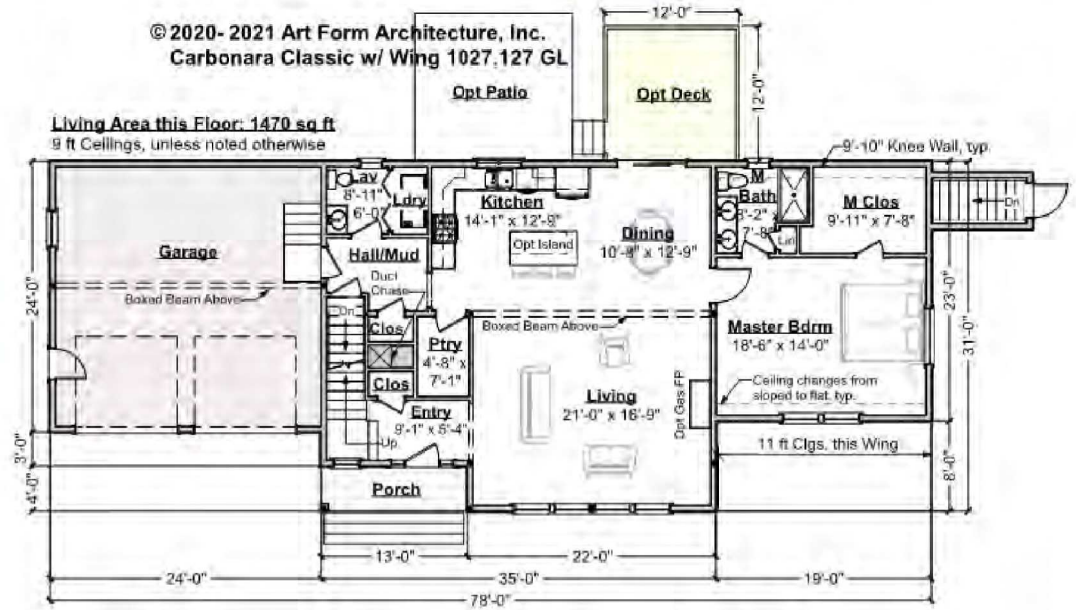 © 2020- 2021 Art Form Architecture, Inc.
Carbonara Classic w/ Wing 1027.127 GL
12'-0"
Opt Patio
Opt Deck
12'-0"
Living Area this Floor: 1470 sq ft
9 ft Ceilings, unless noted otherwise
9'-10" Knee Wall, typ.
Lav
8'-11"
6'-0"
Ldry
Kitchen
14'-1" x 12'-9"
Opt Island
Dining
10'-8" x 12'-9"
M
Bath
8'-2" x
7'-8"
Lin
M Clos
9'-11" x 7'-8"
Dn
Garage
Hall/Mud
Duct
Chase
Boxed Beam Above
Dn
Clos
Clos
Ptry
4'-8" x
7'-1"
Boxed Beam Above
Master Bdrm
18'-6" x 14'-0"
Ceiling changes from
sloped to flat, typ.
Living
21'-0" x 16'-9"
Opt Gas FP
Entry
9'-1" x 5'-4"
Up
Porch
11 ft Clgs. this Wing
24'-0"
3'-0"
4'-0"
23'-0"
31'-0"
8'-0"
13'-0"
22'-0"
24'-0"
35'-0"
19'-0"
78'-0"